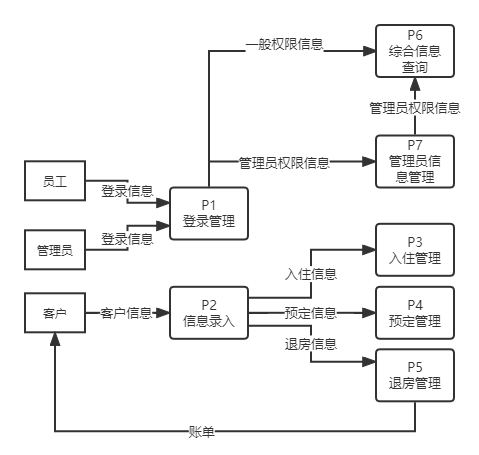 P6
综合信息
查询
一般权限信息
管理员权限信息
P7
管理员信
息管理
管理员权限信息
员工
登录信息
P1
登录管理
管理员
登录信息
P3
入住管理
入住信息
客户
客户信息
P2
信息录入
预定信息
P4
预定管理
退房信息
P5
退房管理
账单